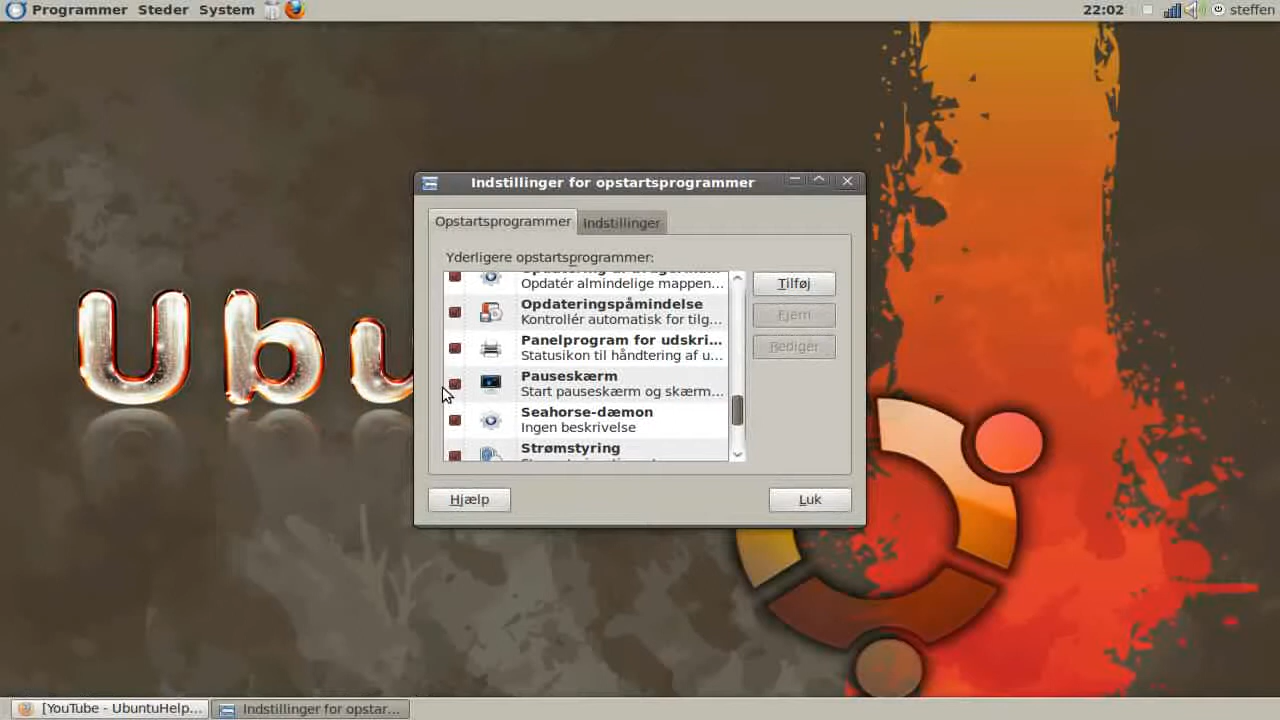 Programmer Steder System 22:02 steffen
Ubu
Indstillinger for opstartsprogrammer
Opstartsprogrammer Indstillinger
Yderligere opstartsprogrammer:
Opdatér almindelige mappen...
Opdateringspåmindelse
Kontrollér automatisk for tilg...
Panelprogram for udskri...
Statusikon til håndtering af u...
Pauseskærm
Start pauseskærm og skærm...
Seahorse-dæmon
Ingen beskrivelse
Strømstyring
Tilføj
Fjern
Rediger
Hjælp Luk
[YouTube - UbuntuHelp... Indstillinger for opstar...